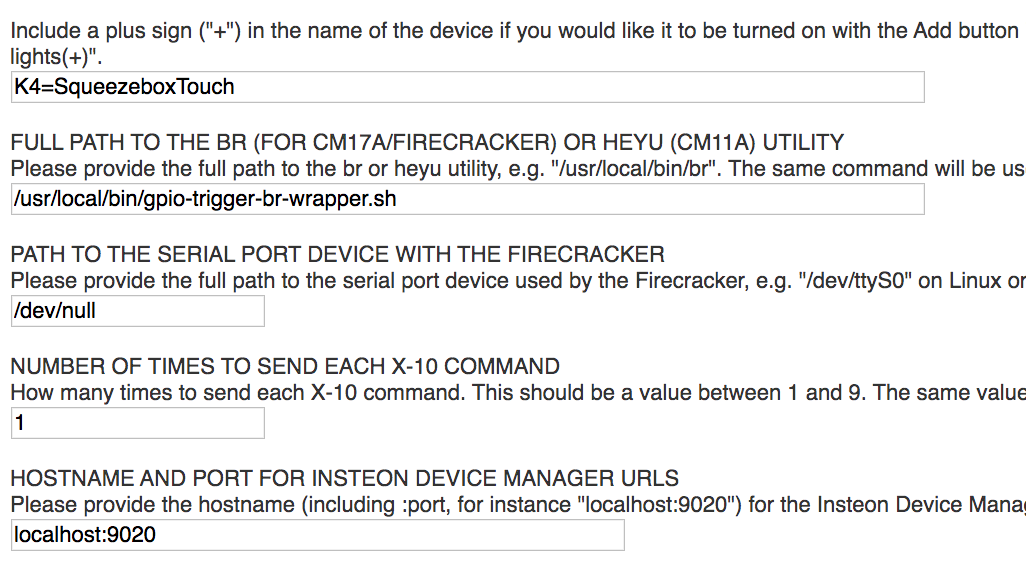 Include a plus sign ("+") in the name of the device if you would like it to be turned on with the Add button
lights(+)".
K4=SqueezeboxTouch
FULL PATH TO THE BR (FOR CM17A/FIRECRACKER) OR HEYU (CM11A) UTILITY
Please provide the full path to the br or heyu utility, e.g. "/usr/local/bin/br". The same command will be us
/usr/local/bin/gpio-trigger-br-wrapper.sh
PATH TO THE SERIAL PORT DEVICE WITH THE FIRECRACKER
Please provide the full path to the serial port device used by the Firecracker, e.g. "/dev/ttyS0" on Linux or
/dev/null
NUMBER OF TIMES TO SEND EACH X-10 COMMAND
How many times to send each X-10 command. This should be a value between 1 and 9. The same value
1
HOSTNAME AND PORT FOR INSTEON DEVICE MANAGER URLS
Please provide the hostname (including :port, for instance "localhost:9020") for the Insteon Device Mana
localhost:9020